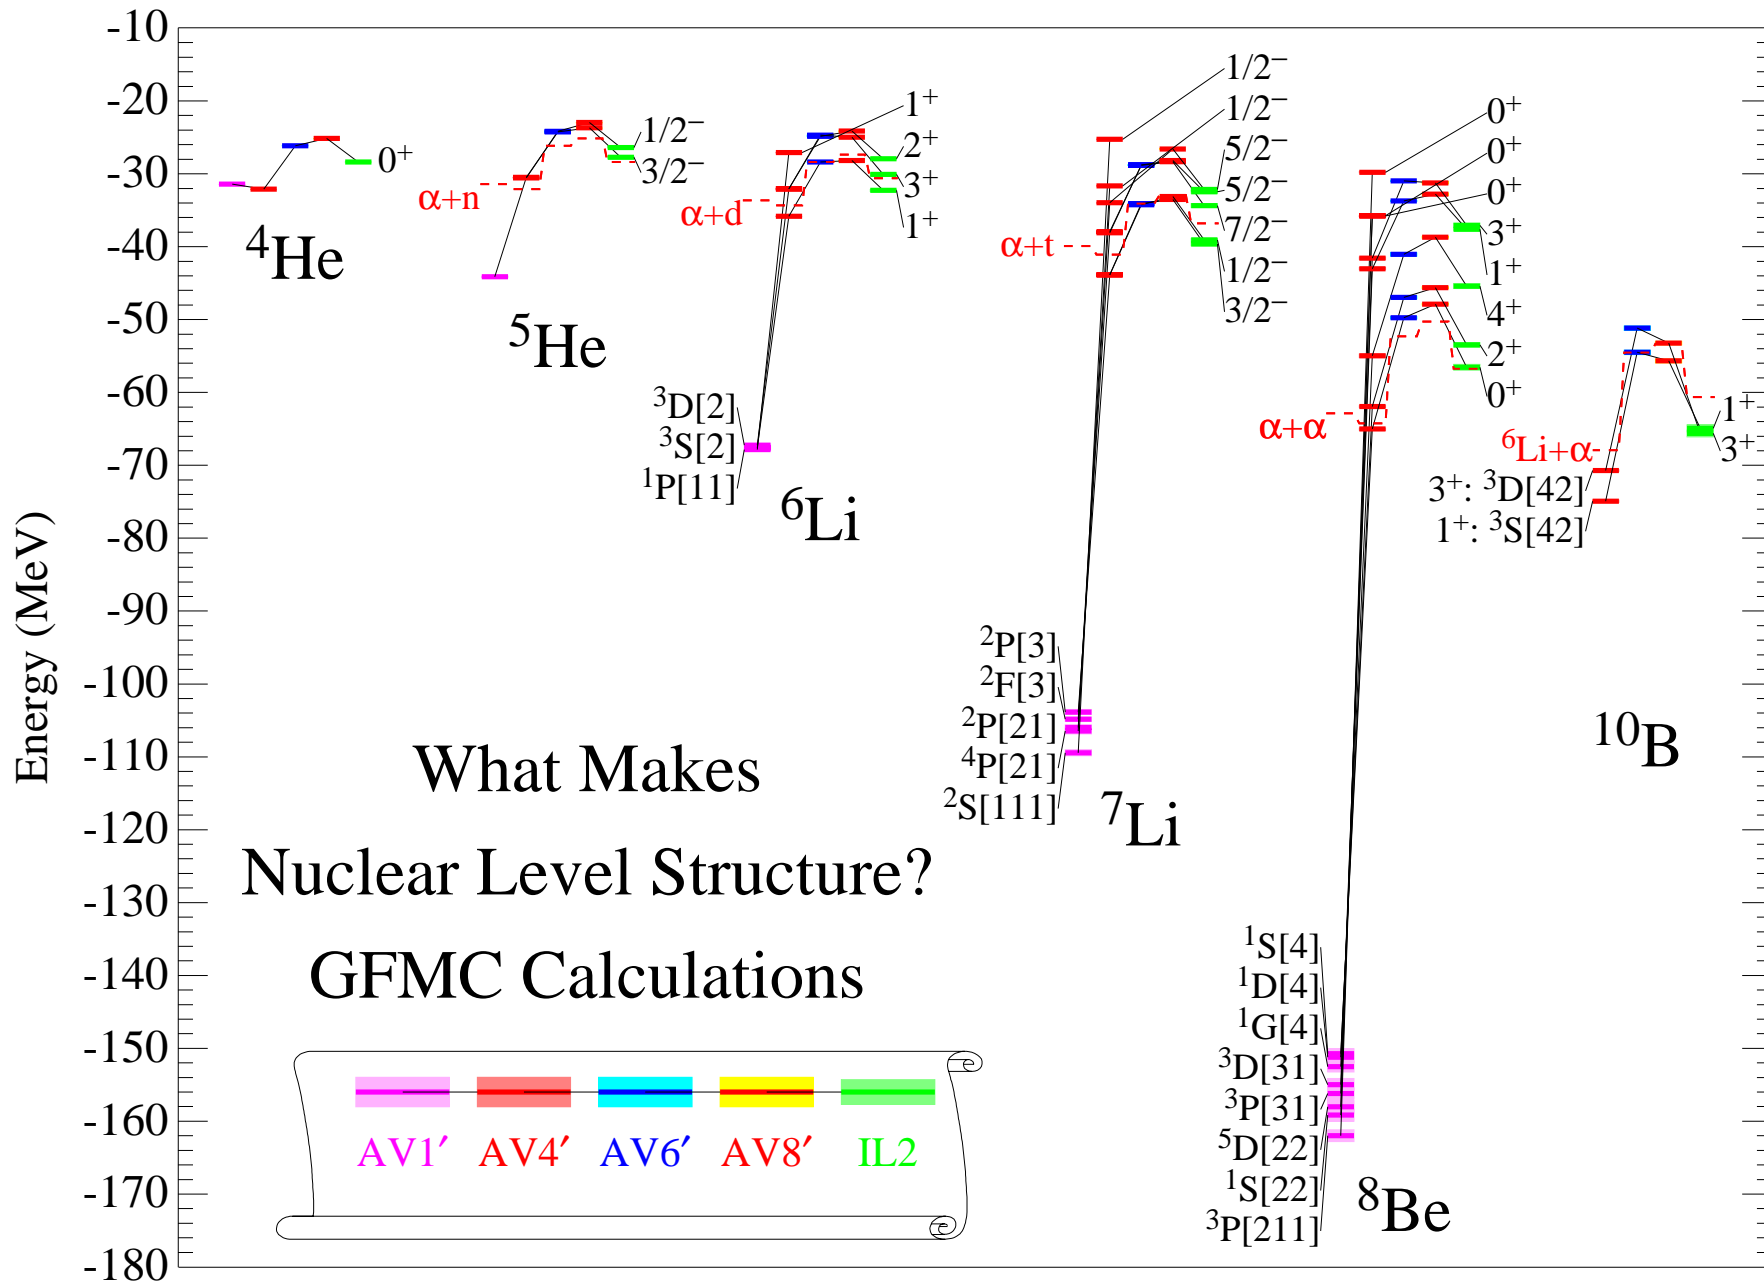 -10
-20
-30
-40
-50
-60
-70
-80
-90
-100
-110
-120
-130
-140
-150
-160
-170
-180
Energy (MeV)
0⁺
⁴He
α+n
1/2⁻
3/2⁻
⁵He
α+d
1⁺
2⁺
3⁺
1⁺
³D[2]
³S[2]
¹P[11]
⁶Li
α+t
1/2⁻
1/2⁻
5/2⁻
5/2⁻
7/2⁻
1/2⁻
3/2⁻
²P[3]
²F[3]
²P[21]
⁴P[21]
²S[111]
⁷Li
α+α
0⁺
0⁺
0⁺
3⁺
1⁺
4⁺
2⁺
0⁺
¹S[4]
¹D[4]
¹G[4]
³D[31]
³P[31]
⁵D[22]
¹S[22]
³P[211]
⁸Be
⁶Li+α
3⁺: ³D[42]
1⁺: ³S[42]
1⁺
3⁺
¹⁰B
What Makes
Nuclear Level Structure?
GFMC Calculations
AV1′ AV4′ AV6′ AV8′ IL2